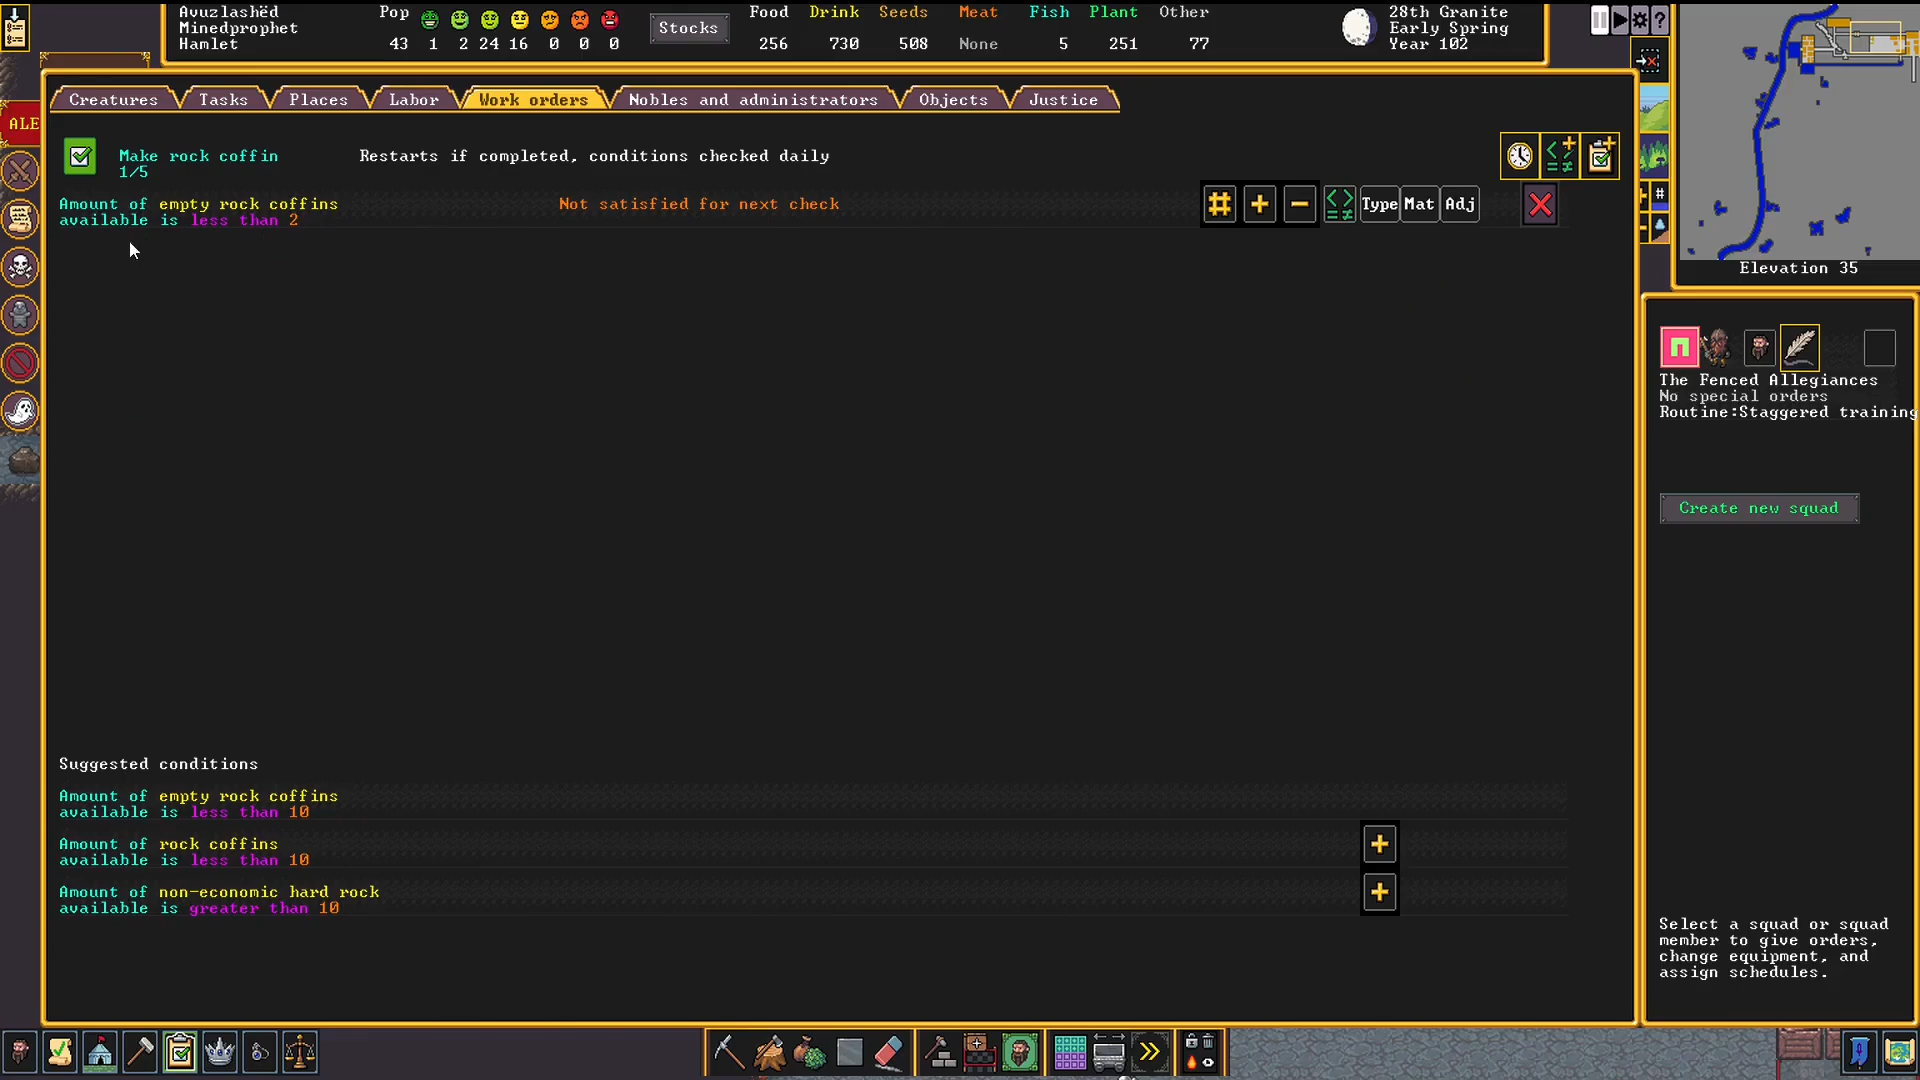 Avuzlashëd
Minedprophet
Hamlet
Pop
43 1 2 24 16 0 0 0
Stocks
Food Drink Seeds Meat Fish Plant Other
256 730 508 None 5 251 77
28th Granite
Early Spring
Year 102
?
ALE
Creatures
Tasks
Places
Labor
Work orders
Nobles and administrators
Objects
Justice
Make rock coffin
1/5
Restarts if completed, conditions checked daily
Amount of empty rock coffins
available is less than 2
Not satisfied for next check
Type
Mat
Adj
Elevation 35
The Fenced Allegiances
No special orders
Routine:Staggered training
Create new squad
Suggested conditions
Amount of empty rock coffins
available is less than 10
Amount of rock coffins
available is less than 10
Amount of non-economic hard rock
available is greater than 10
Select a squad or squad
member to give orders,
change equipment, and
assign schedules.